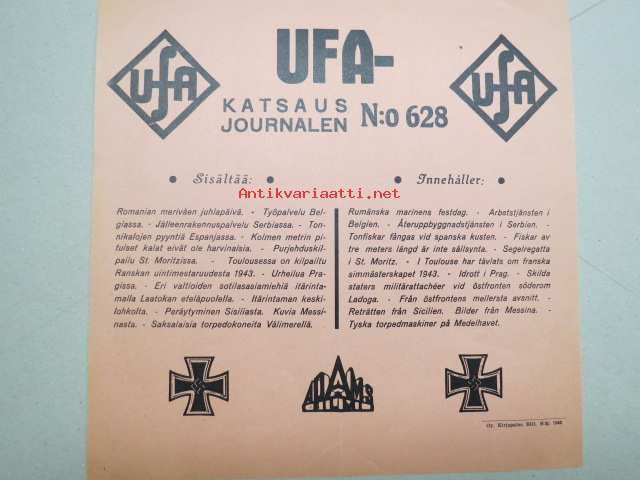 UFA-
UFA
UFA
KATSAUS
JOURNALEN
N:o 628
Sisältää:
Innehåller:
Antikvariaatti.net
Romanian meriväen juhlapäivä. - Työpalvelu Bel-
giassa. - Jälleenrakennuspalvelu Serbiassa. - Ton-
nikalojen pyyntiä Espanjassa. - Kolmen metrin pi-
tuiset kalat eivät ole harvinaisia. - Purjehduskil-
pailu St. Moritzissa. - Toulousessa on kilpailtu
Ranskan uintimestaruudesta 1943. - Urheilua Pra-
gissa. - Eri valtioiden sotilasasiamiehiä itärinta-
malla Laatokan eteläpuolella. - Itärintaman keski-
lohkolta. - Peräytyminen Sisiliasta. Kuvia Messi-
nasta. - Saksalaisia torpedokoneita Välimerellä.
Rumänska marinens festdag. - Arbetstjänsten i
Belgien. - Återuppbyggnadstjänsten i Serbien. -
Tonfiskar fångas vid spanska kusten. - Fiskar av
tre meters längd är inte sällsynta. - Segelregatta
i St. Moritz. - I Toulouse har tävlats om franska
simmästerskapet 1943. - Idrott i Prag. - Skilda
staters militärattachéer vid östfronten söderom
Ladoga. - Från östfrontens mellersta avsnitt. -
Reträtten från Sicilien. Bilder från Messina. -
Tyska torpedmaskiner på Medelhavet.
ADAMS